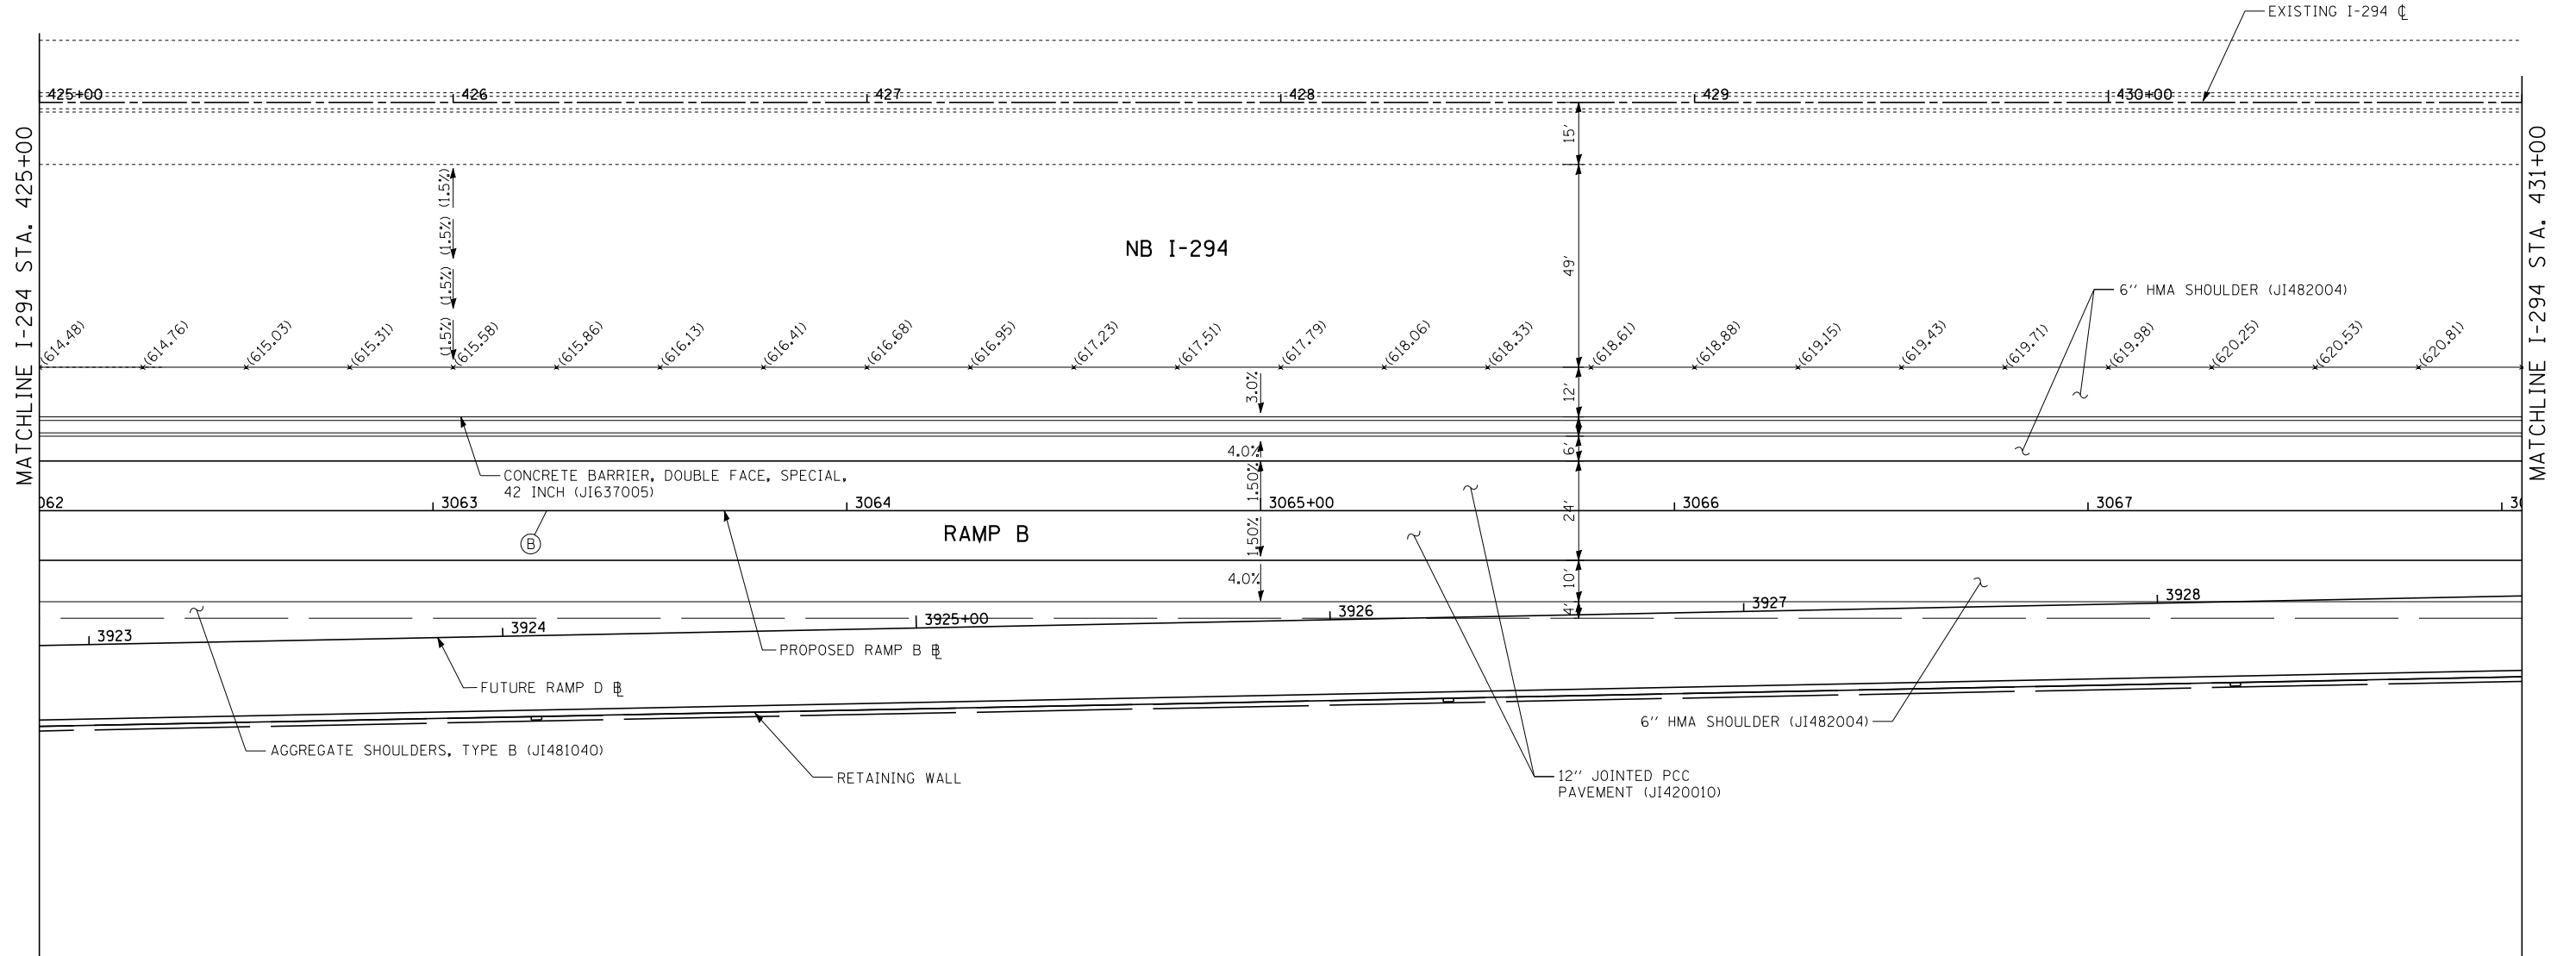 EXISTING I-294 ℄
425+00 426 427 428 429 430+00
MATCHLINE I-294 STA. 425+00
MATCHLINE I-294 STA. 431+00
15'
(1.5%) (1.5%) (1.5%) (1.5%)
NB I-294
49'
6'' HMA SHOULDER (JI482004)
(614.48) (614.76) (615.03) (615.31) (615.58) (615.86) (616.13) (616.41) (616.68) (616.95) (617.23) (617.51) (617.79) (618.06) (618.33) (618.61) (618.88) (619.15) (619.43) (619.71) (619.98) (620.25) (620.53) (620.81)
3.0%
12'
4.0%
6'
CONCRETE BARRIER, DOUBLE FACE, SPECIAL,
42 INCH (JI637005)
1.50%
062 3063 3064 3065+00 3066 3067
24'
RAMP B
B
1.50%
4.0%
10'
4'
3923 3924 3925+00 3926 3927 3928
PROPOSED RAMP B B
FUTURE RAMP D B
6'' HMA SHOULDER (JI482004)
AGGREGATE SHOULDERS, TYPE B (JI481040)
RETAINING WALL
12'' JOINTED PCC
PAVEMENT (JI420010)